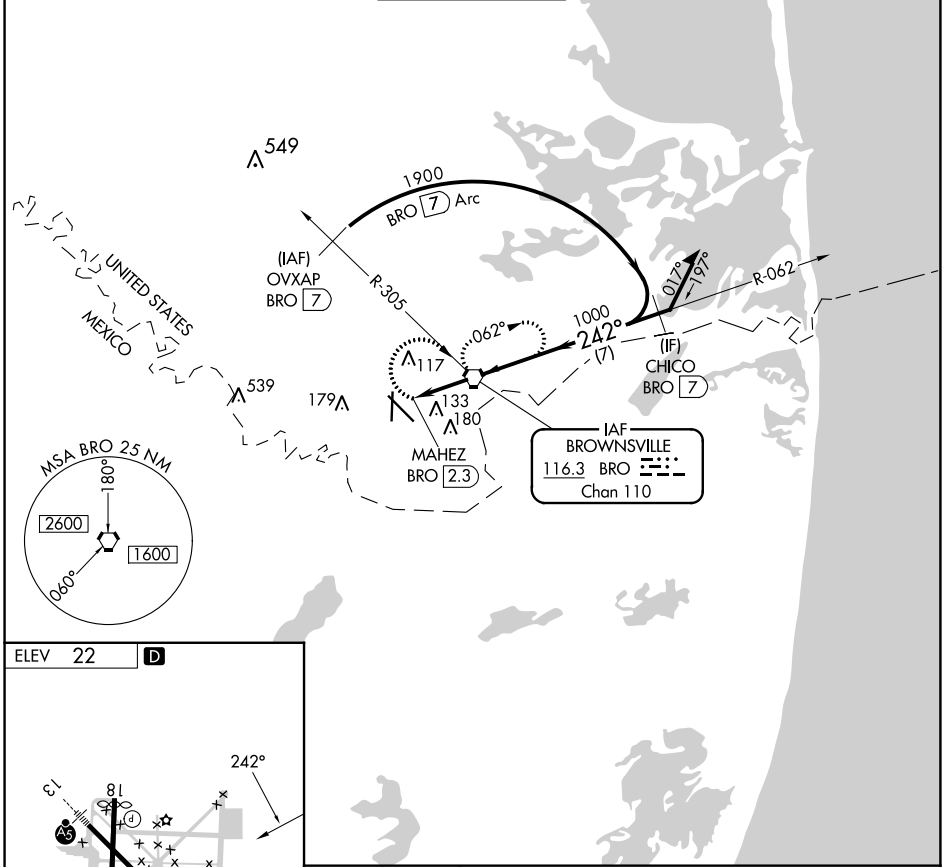 549
1900
BRO 7 Arc
(IAF)
OVXAP
BRO 7
R-305
UNITED STATES
MEXICO
017°
197°
R-062
1000
062°
242°
(7)
(IF)
CHICO
BRO 7
117
539
179
133
180
MAHEZ
BRO 2.3
IAF
BROWNSVILLE
116.3 BRO
Chan 110
MSA BRO 25 NM
180°
2600
1600
060°
ELEV 22 D
242°
13
18
P
A5